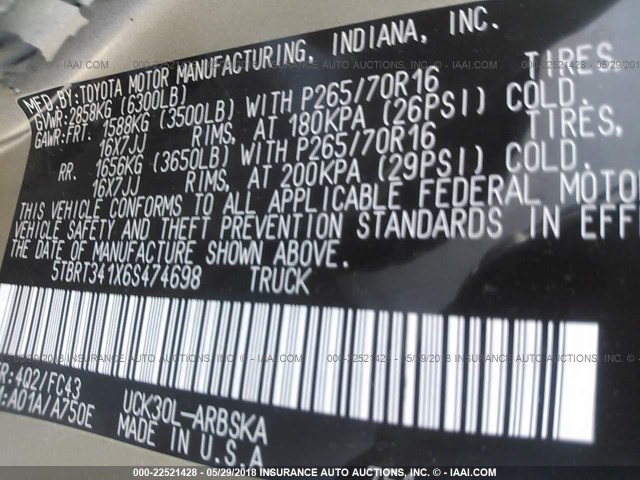 MFD.BY:TOYOTA MOTOR MANUFACTURING, INDIANA, INC.
GVWR:2858KG (6300LB)
GAWR:FRT. 1588KG (3500LB) WITH P265/70R16 TIRES,
16X7JJ RIMS, AT 180KPA (26PSI) COLD.
RR. 1656KG (3650LB) WITH P265/70R16 TIRES,
16X7JJ RIMS, AT 200KPA (29PSI) COLD.
THIS VEHICLE CONFORMS TO ALL APPLICABLE FEDERAL MOTO
VEHICLE SAFETY AND THEFT PREVENTION STANDARDS IN EFF
THE DATE OF MANUFACTURE SHOWN ABOVE.
5TBRT341X6S474698 TRUCK
R:4Q2/FC43
:A01A/A750E
UCK30L-ARBSKA
MADE IN U.S.A
000-22521428 - 05/29/2018 INSURANCE AUTO AUCTIONS - IAAI.COM